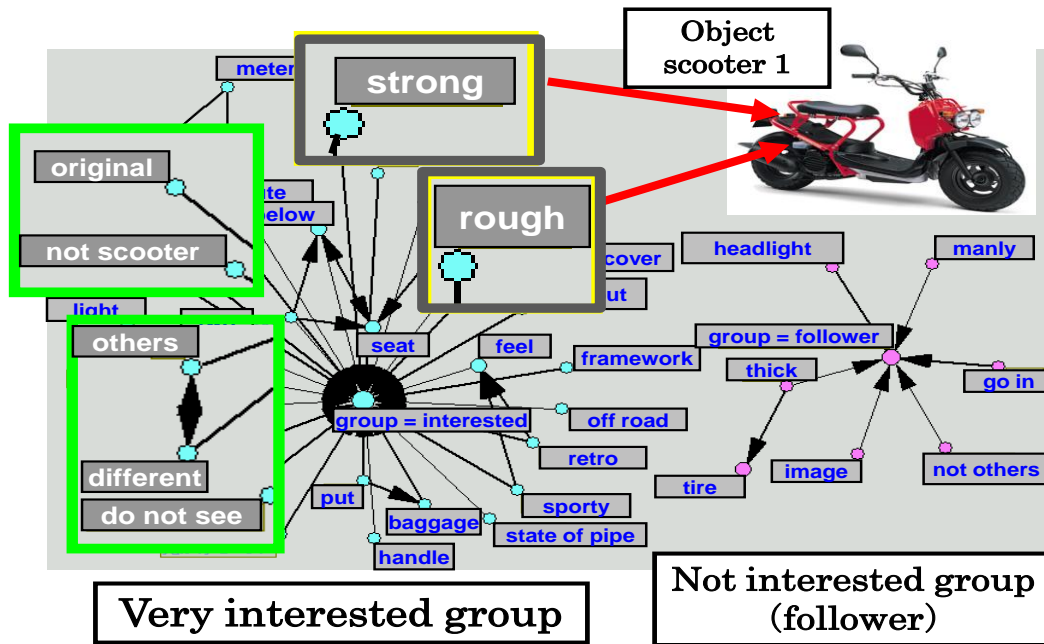 Object
scooter 1
meter
strong
original
rough
below
not scooter
cover
headlight
manly
light
others
seat
feel
framework
group = follower
thick
go in
group = interested
off road
different
retro
image
not others
tire
do not see
put
baggage
sporty
state of pipe
handle
Very interested group
Not interested group
(follower)